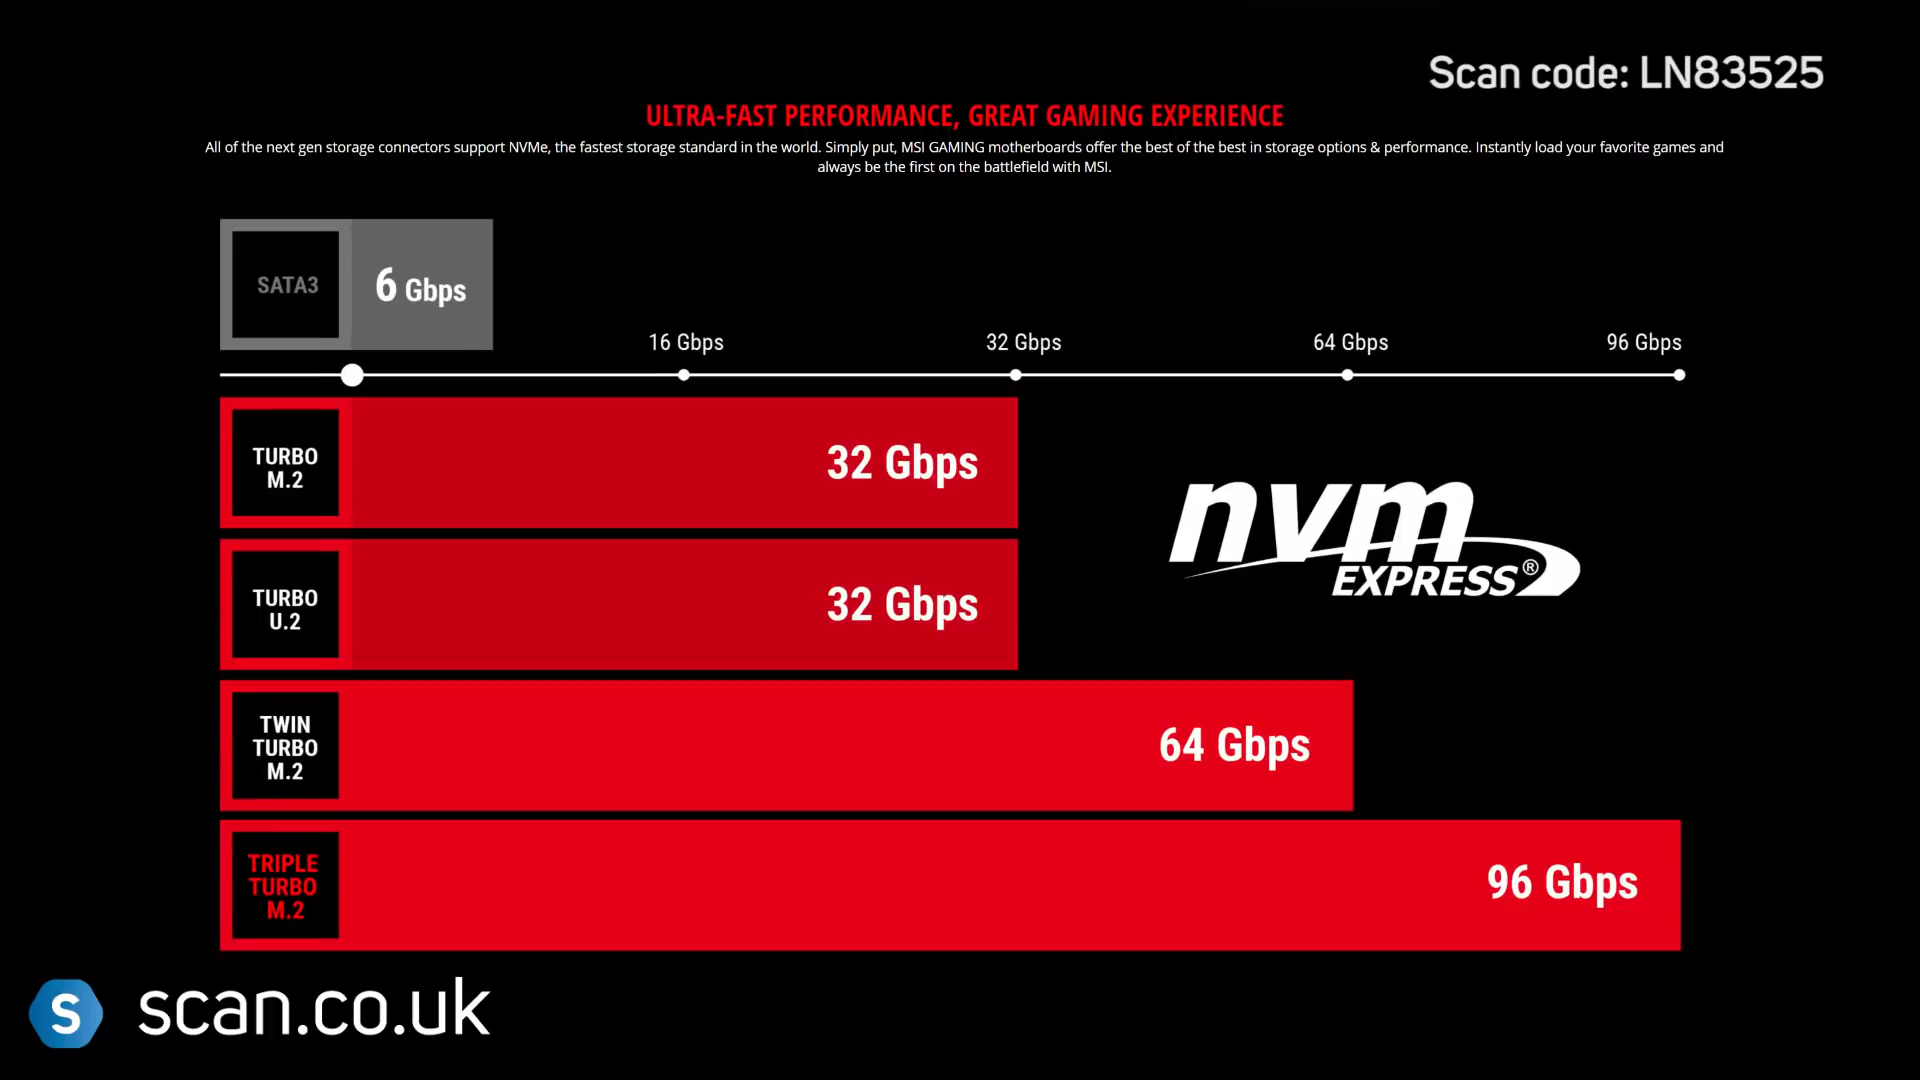 Scan code: LN83525
ULTRA-FAST PERFORMANCE, GREAT GAMING EXPERIENCE
All of the next gen storage connectors support NVMe, the fastest storage standard in the world. Simply put, MSI GAMING motherboards offer the best of the best in storage options & performance. Instantly load your favorite games and
always be the first on the battlefield with MSI.
SATA3
6 Gbps
16 Gbps
32 Gbps
64 Gbps
96 Gbps
TURBO
M.2
32 Gbps
TURBO
U.2
32 Gbps
nvm
EXPRESS®
TWIN
TURBO
M.2
64 Gbps
TRIPLE
TURBO
M.2
96 Gbps
S
scan.co.uk